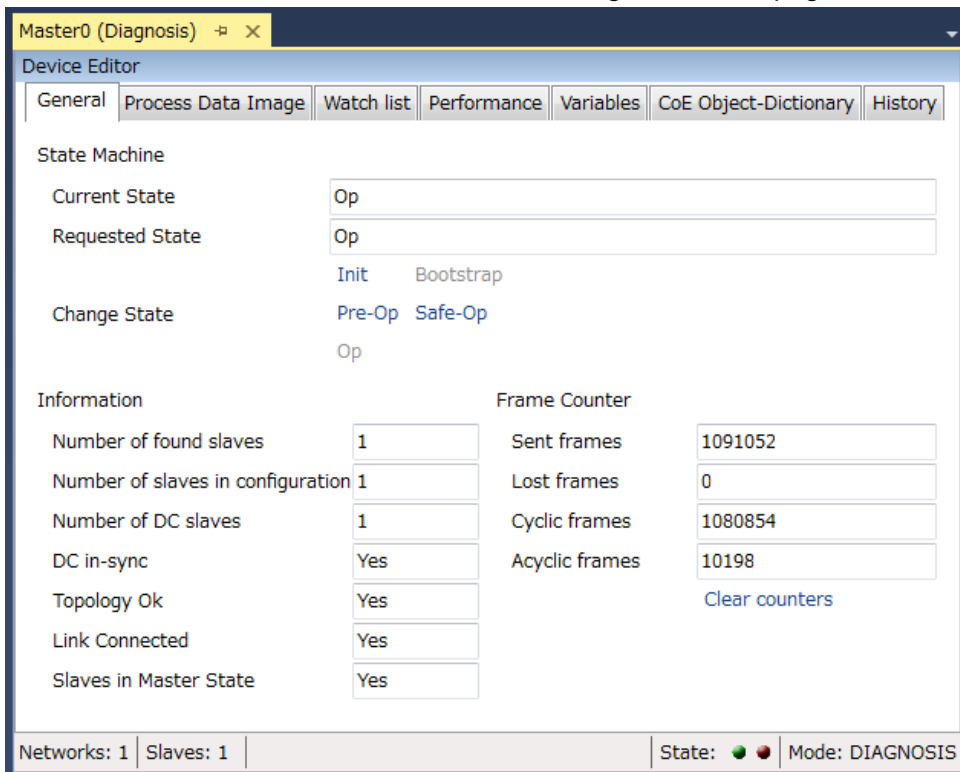 Master0 (Diagnosis)
Device Editor
General Process Data Image Watch list Performance Variables CoE Object-Dictionary History
State Machine
Current State Op
Requested State Op
Init Bootstrap
Change State Pre-Op Safe-Op
Op
Information Frame Counter
Number of found slaves 1 Sent frames 1091052
Number of slaves in configuration 1 Lost frames 0
Number of DC slaves 1 Cyclic frames 1080854
DC in-sync Yes Acyclic frames 10198
Topology Ok Yes Clear counters
Link Connected Yes
Slaves in Master State Yes
Networks: 1 Slaves: 1 State: Mode: DIAGNOSIS